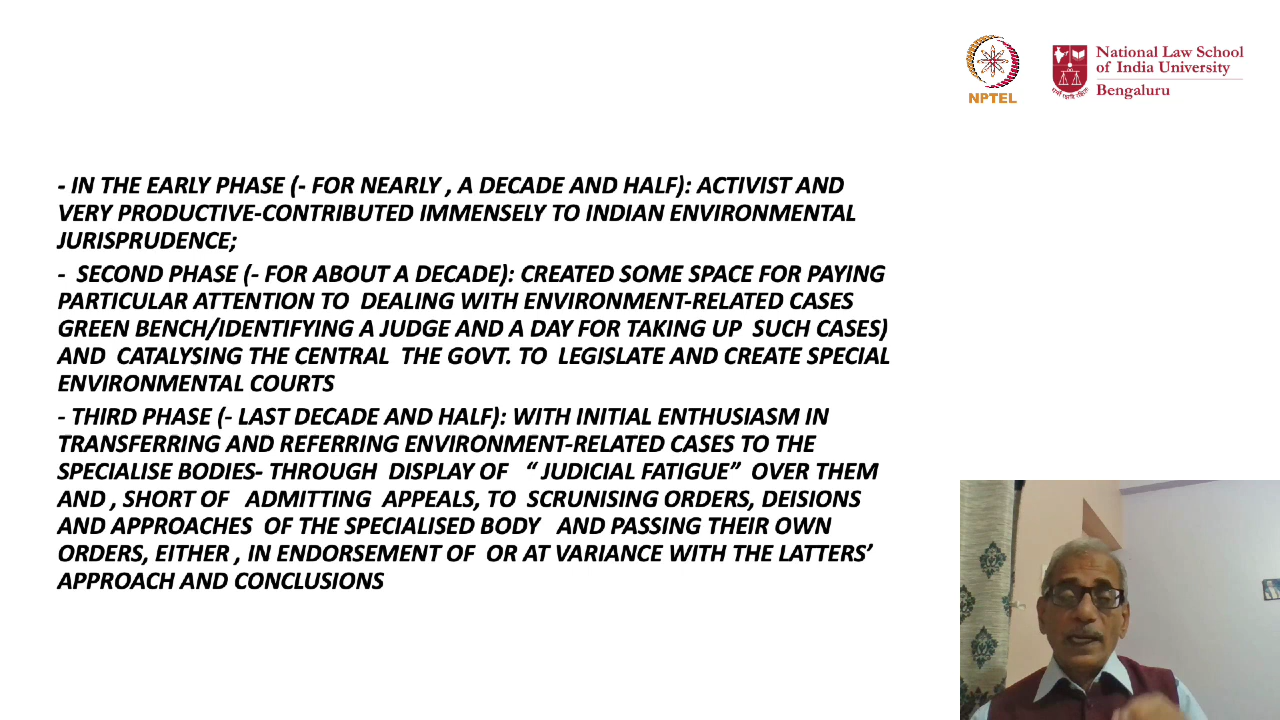 NPTEL
National Law School
of India University
Bengaluru
- IN THE EARLY PHASE (- FOR NEARLY , A DECADE AND HALF): ACTIVIST AND
VERY PRODUCTIVE-CONTRIBUTED IMMENSELY TO INDIAN ENVIRONMENTAL
JURISPRUDENCE;
- SECOND PHASE (- FOR ABOUT A DECADE): CREATED SOME SPACE FOR PAYING
PARTICULAR ATTENTION TO DEALING WITH ENVIRONMENT-RELATED CASES
GREEN BENCH/IDENTIFYING A JUDGE AND A DAY FOR TAKING UP SUCH CASES)
AND CATALYSING THE CENTRAL THE GOVT. TO LEGISLATE AND CREATE SPECIAL
ENVIRONMENTAL COURTS
- THIRD PHASE (- LAST DECADE AND HALF): WITH INITIAL ENTHUSIASM IN
TRANSFERRING AND REFERRING ENVIRONMENT-RELATED CASES TO THE
SPECIALISE BODIES- THROUGH DISPLAY OF “ JUDICIAL FATIGUE” OVER THEM
AND , SHORT OF ADMITTING APPEALS, TO SCRUNISING ORDERS, DEISIONS
AND APPROACHES OF THE SPECIALISED BODY AND PASSING THEIR OWN
ORDERS, EITHER , IN ENDORSEMENT OF OR AT VARIANCE WITH THE LATTERS’
APPROACH AND CONCLUSIONS